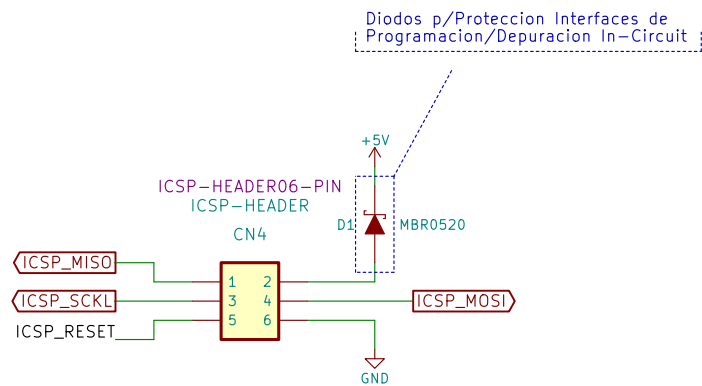 Diodos p/Proteccion Interfaces de
Programacion/Depuracion In-Circuit
+5V
ICSP-HEADER06-PIN
ICSP-HEADER
D1 MBR0520
CN4
ICSP_MISO
1 2
ICSP_SCKL 3 4 ICSP_MOSI
5 6
ICSP_RESET
GND